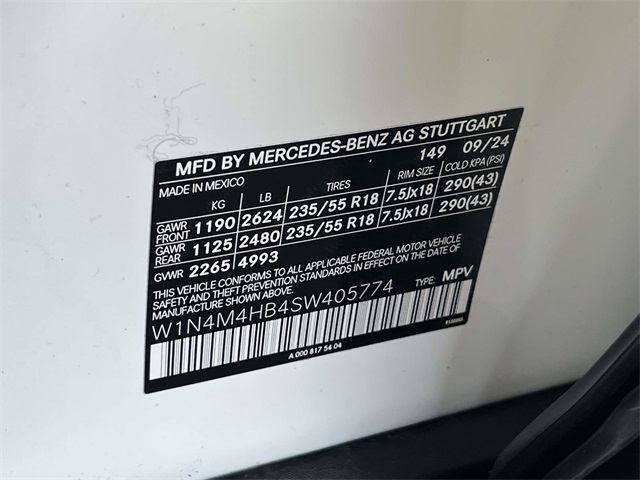 MFD BY MERCEDES-BENZ AG STUTTGART
MADE IN MEXICO 149 09/24
KG LB TIRES RIM SIZE COLD KPA(PSI)
GAWR FRONT 1190 2624 235/55 R18 7.5Jx18 290(43)
GAWR REAR 1125 2480 235/55 R18 7.5Jx18 290(43)
GVWR 2265 4993
THIS VEHICLE CONFORMS TO ALL APPLICABLE FEDERAL MOTOR VEHICLE
SAFETY AND THEFT PREVENTION STANDARDS IN EFFECT ON THE DATE OF
MANUFACTURE SHOWN ABOVE. TYPE: MPV
W1N4M4HB4SW405774
A 000 817 54 04